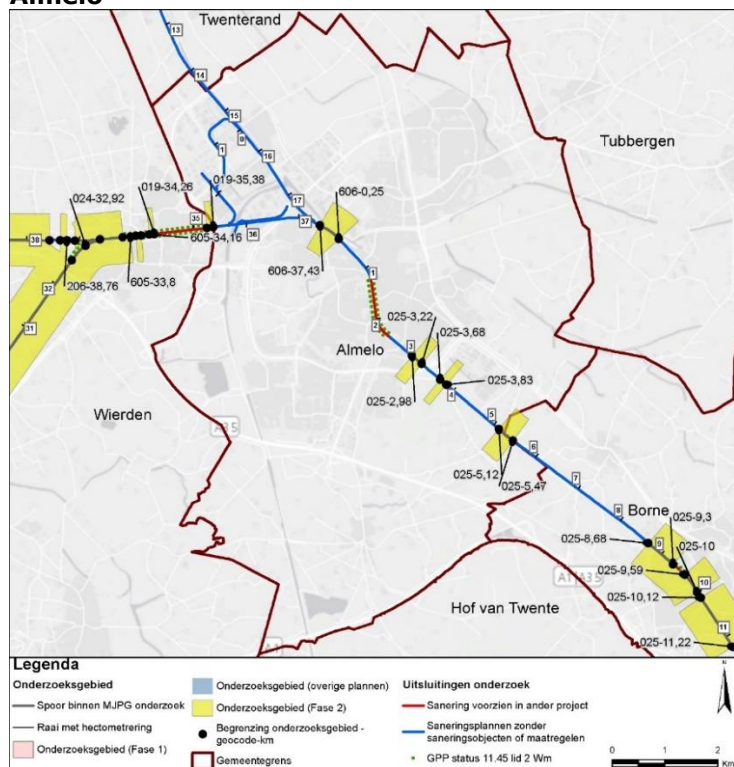 Almelo
Twenterand
13
14
15
0
1
16
Tubbergen
024-32,92
019-34,26
019-35,38
17
606-0,25
35
37
38
36
605-34,16
32
606-37,43
1
206-38,76
605-33,8
025-3,22
31
2
025-3,68
Almelo
3
025-3,83
4
Wierden
025-2,98
A35
5
6
025-5,12
7
025-5,47
8
Borne
025-9,3
025-8,68
9
025-10
025-9,59
A1 A35
10
025-10,12
Hof van Twente
11
025-11,22
A1
Legenda
Onderzoeksgebied
Spoor binnen MJPG onderzoek
Raai met hectometrering
Onderzoeksgebied (Fase 1)
Onderzoeksgebied (overige plannen)
Onderzoeksgebied (Fase 2)
Begrenzing onderzoeksgebied -
geocode-km
Gemeentegrens
Uitsluitingen onderzoek
Sanering voorzien in ander project
Saneringsplannen zonder
saneringsobjecten of maatregelen
GPP status 11.45 lid 2 Wm
N
0 1 2
Km